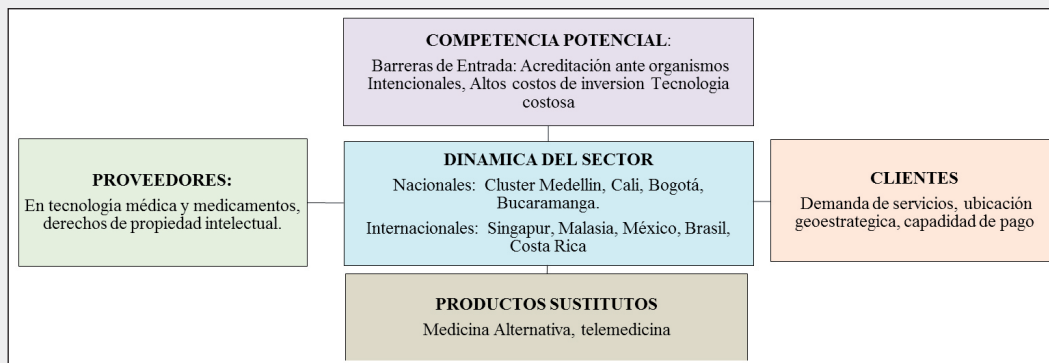 COMPETENCIA POTENCIAL:
Barreras de Entrada: Acreditación ante organismos
Intencionales, Altos costos de inversion Tecnologia
costosa
PROVEEDORES:
En tecnología médica y medicamentos,
derechos de propiedad intelectual.
DINAMICA DEL SECTOR
Nacionales: Cluster Medellin, Cali, Bogotá,
Bucaramanga.
Internacionales: Singapur, Malasia, México, Brasil,
Costa Rica
CLIENTES
Demanda de servicios, ubicación
geoestrategica, capadidad de pago
PRODUCTOS SUSTITUTOS
Medicina Alternativa, telemedicina